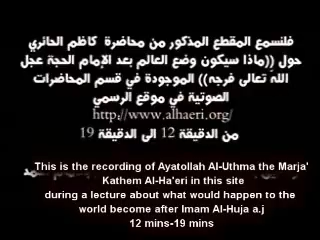 فلنسمع المقطع المذكور من محاضرة كاظم الحائري
حول ((ماذا سيكون وضع العالم بعد الإمام الحجة عجل
الله تعالى فرجه)) الموجودة في قسم المحاضرات
الصوتية في موقع الرسمي
http://www.alhaeri.org/
من الدقيقة 12 الى الدقيقة 19
This is the recording of Ayatollah Al-Uthma the Marja'
Kathem Al-Ha'eri in this site
during a lecture about what would happen to the
world become after Imam Al-Huja a.j
12 mins-19 mins